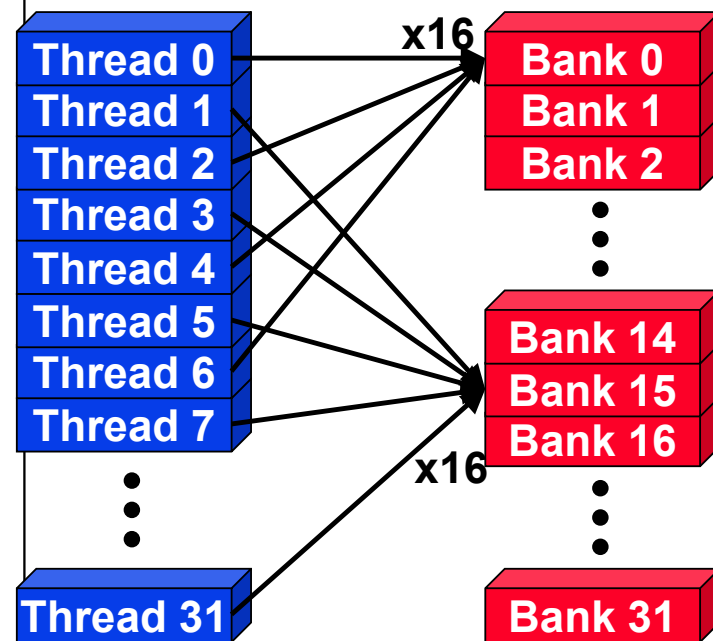 x16
Thread 0
Thread 1
Thread 2
Thread 3
Thread 4
Thread 5
Thread 6
Thread 7
Thread 31
Bank 0
Bank 1
Bank 2
Bank 14
Bank 15
Bank 16
x16
Bank 31